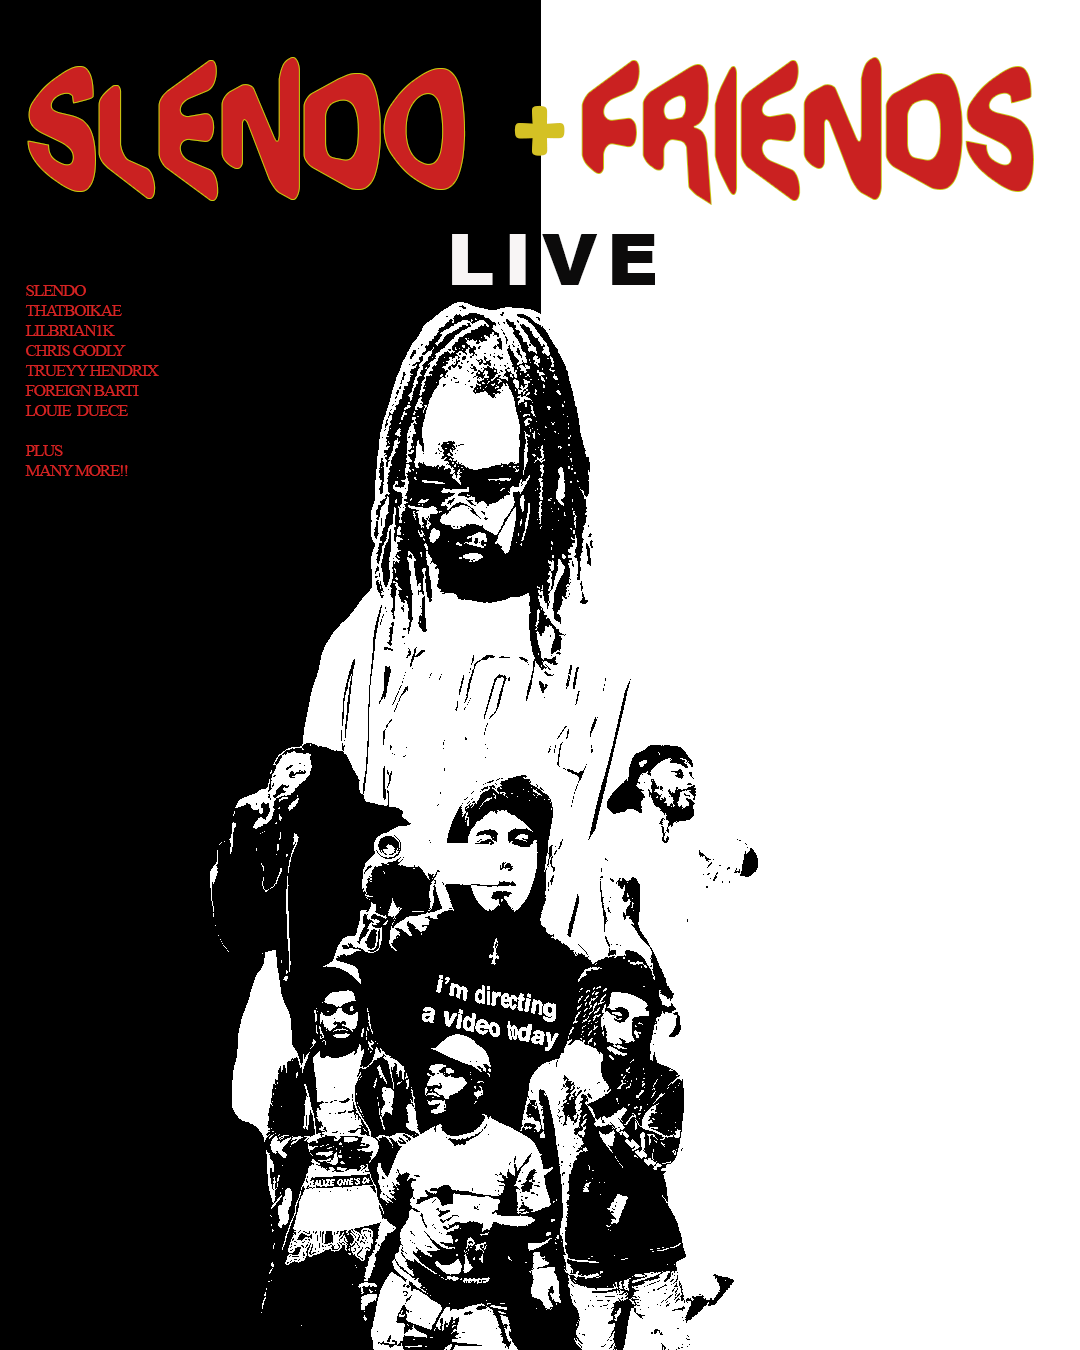 SLENDO + FRIENDS
LIVE
SLENDO
THATBOIKAE
LILBRIAN1K
CHRIS GODLY
TRUEYY HENDRIX
FOREIGN BARTI
LOUIE DUECE
PLUS
MANY MORE!!
i'm directing
a video today